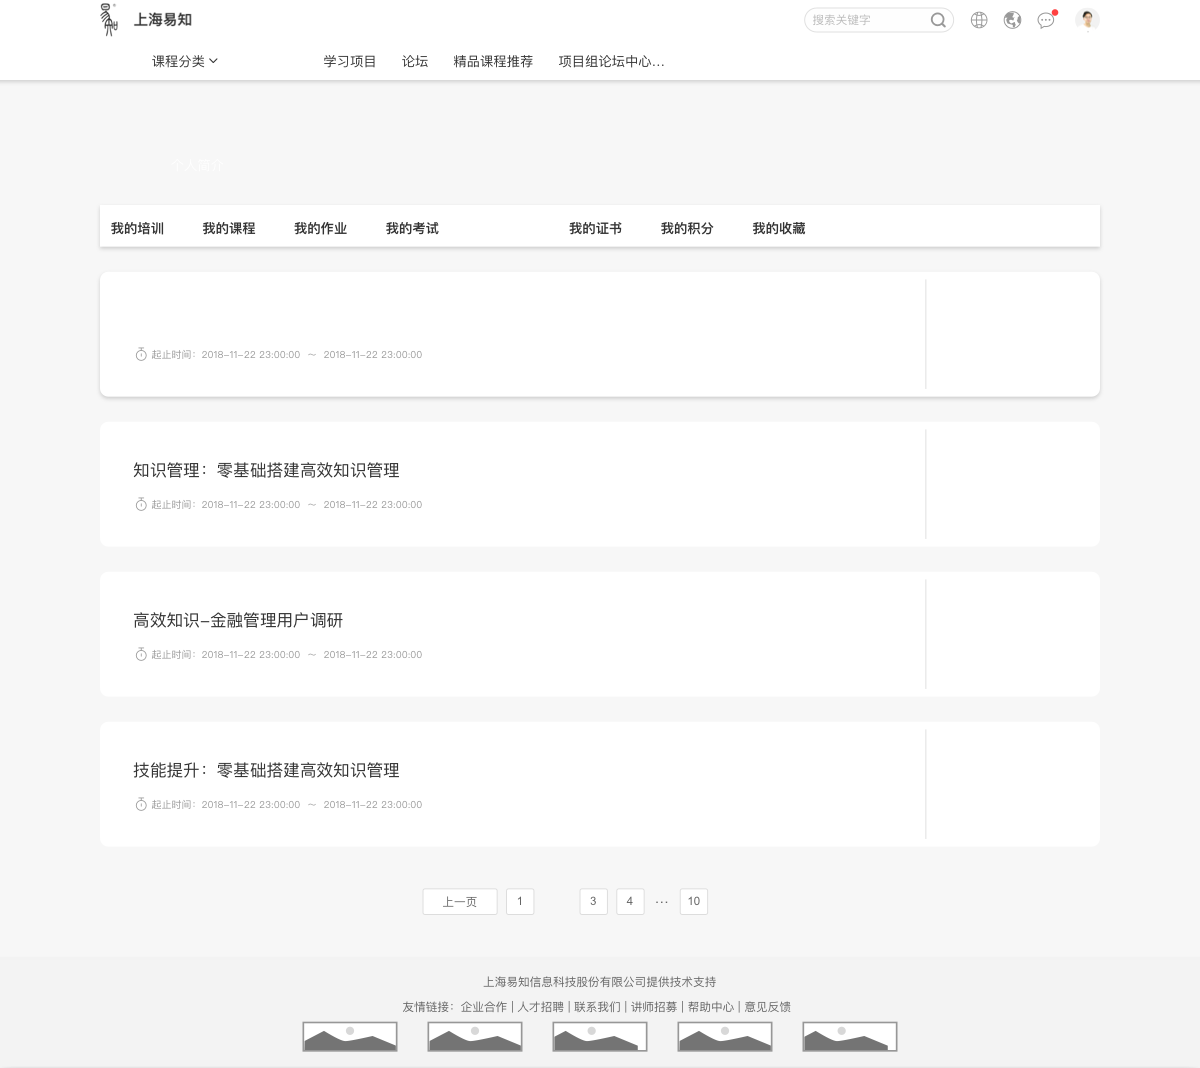 上海易知
搜索关键字
课程分类 学习项目 论坛 精品课程推荐 项目组论坛中心...
个人简介
我的培训 我的课程 我的作业 我的考试 我的证书 我的积分 我的收藏
起止时间：2018-11-22 23:00:00 ～ 2018-11-22 23:00:00
知识管理：零基础搭建高效知识管理
起止时间：2018-11-22 23:00:00 ～ 2018-11-22 23:00:00
高效知识-金融管理用户调研
起止时间：2018-11-22 23:00:00 ～ 2018-11-22 23:00:00
技能提升：零基础搭建高效知识管理
起止时间：2018-11-22 23:00:00 ～ 2018-11-22 23:00:00
上一页 1 3 4 ··· 10
上海易知信息科技股份有限公司提供技术支持
友情链接：企业合作 | 人才招聘 | 联系我们 | 讲师招募 | 帮助中心 | 意见反馈